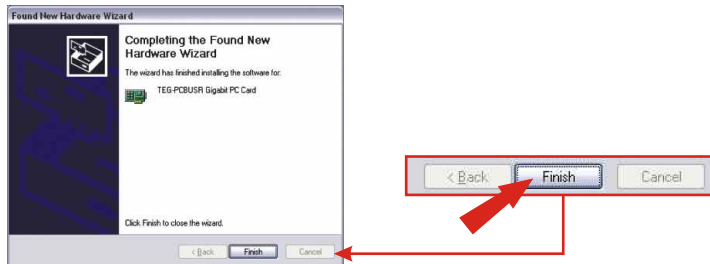 Found New Hardware Wizard
Completing the Found New
Hardware Wizard
The wizard has finished installing the software for:
TEG-PCBUSR Gigabit PC Card
Click Finish to close the wizard.
< Back
Finish
Cancel
< Back
Finish
Cancel